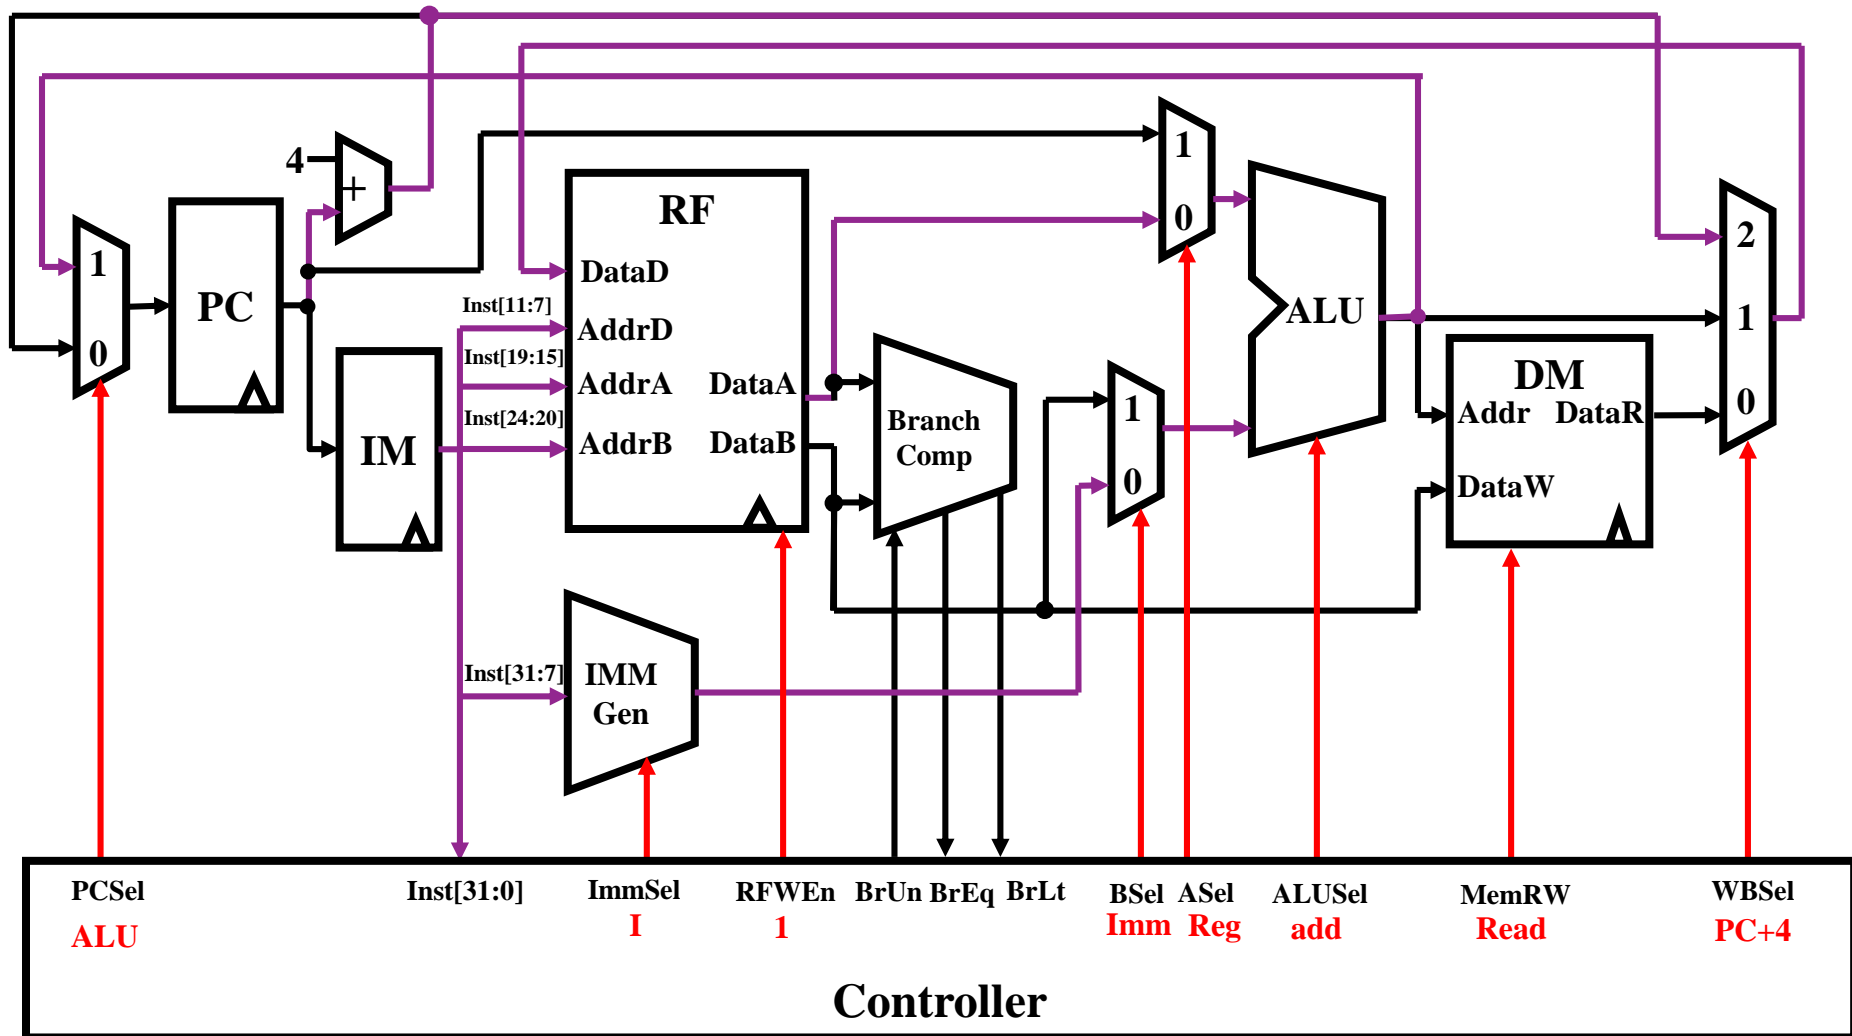 4
+
1
0
PC
IM
RF
DataD
Inst[11:7]
AddrD
Inst[19:15]
AddrA
DataA
Inst[24:20]
AddrB
DataB
Branch
Comp
1
0
1
0
ALU
DM
Addr DataR
DataW
2
1
0
Inst[31:7]
IMM
Gen
PCSel Inst[31:0] ImmSel RFWEn BrUn BrEq BrLt BSel ASel ALUSel MemRW WBSel
ALU I 1 Imm Reg add Read PC+4
Controller